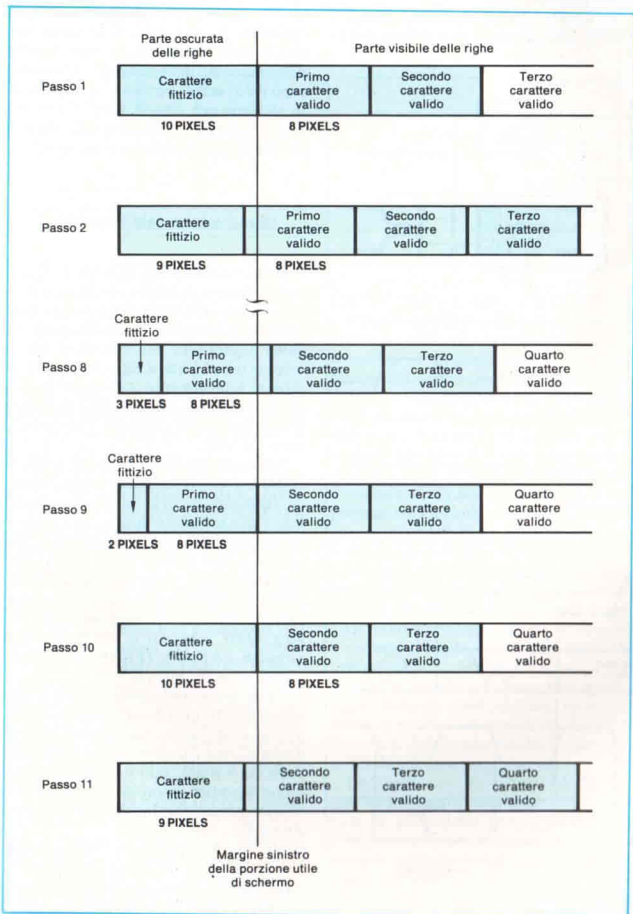 Parte oscurata
delle righe
Parte visibile delle righe
Passo 1
Carattere
fittizio
Primo
carattere
valido
Secondo
carattere
valido
Terzo
carattere
valido
10 PIXELS
8 PIXELS
Passo 2
Carattere
fittizio
Primo
carattere
valido
Secondo
carattere
valido
Terzo
carattere
valido
9 PIXELS
8 PIXELS
Carattere
fittizio
Passo 8
Primo
carattere
valido
Secondo
carattere
valido
Terzo
carattere
valido
Quarto
carattere
valido
3 PIXELS
8 PIXELS
Carattere
fittizio
Passo 9
Primo
carattere
valido
Secondo
carattere
valido
Terzo
carattere
valido
Quarto
carattere
valido
2 PIXELS
8 PIXELS
Passo 10
Carattere
fittizio
Secondo
carattere
valido
Terzo
carattere
valido
Quarto
carattere
valido
10 PIXELS
8 PIXELS
Passo 11
Carattere
fittizio
Secondo
carattere
valido
Terzo
carattere
valido
Quarto
carattere
valido
9 PIXELS
Margine sinistro
della porzione utile
di schermo